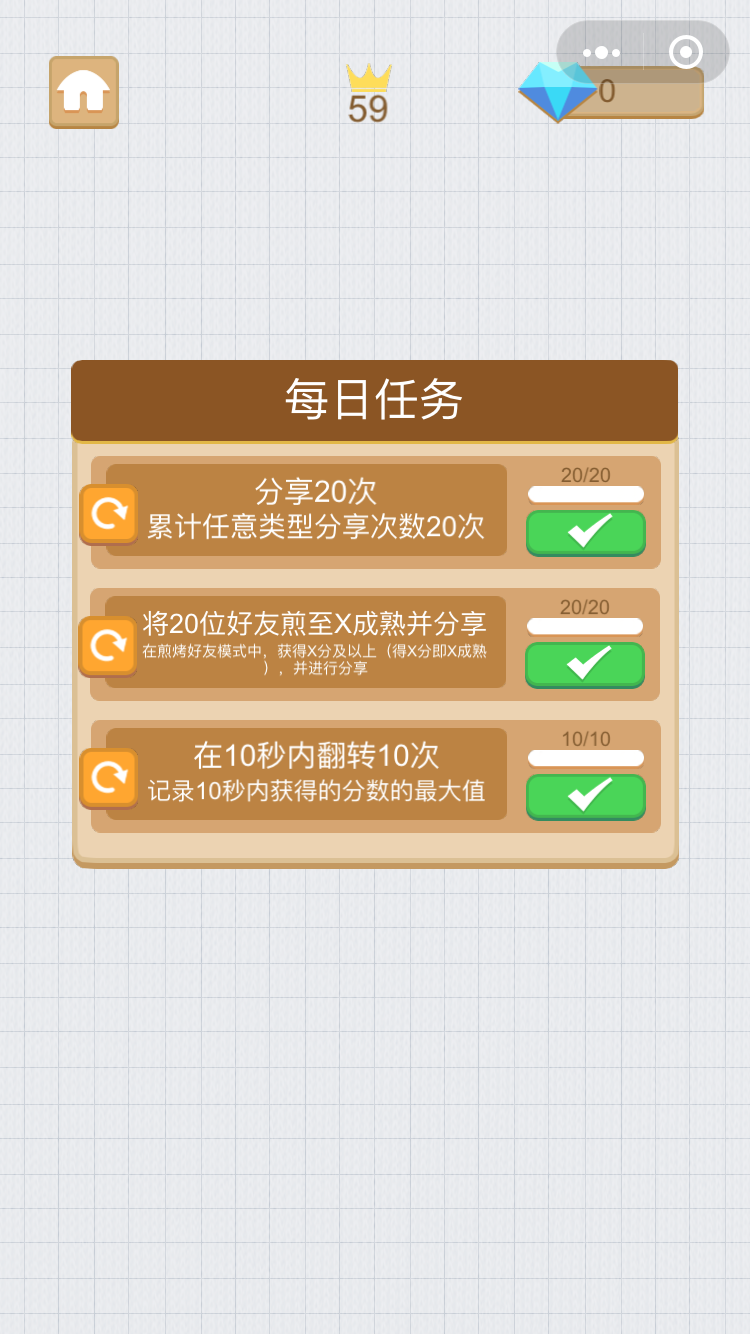 59
0
每日任务
分享20次
累计任意类型分享次数20次
20/20
将20位好友煎至X成熟并分享
在煎烤好友模式中，获得X分及以上（得X分即X成熟
），并进行分享
20/20
在10秒内翻转10次
记录10秒内获得的分数的最大值
10/10